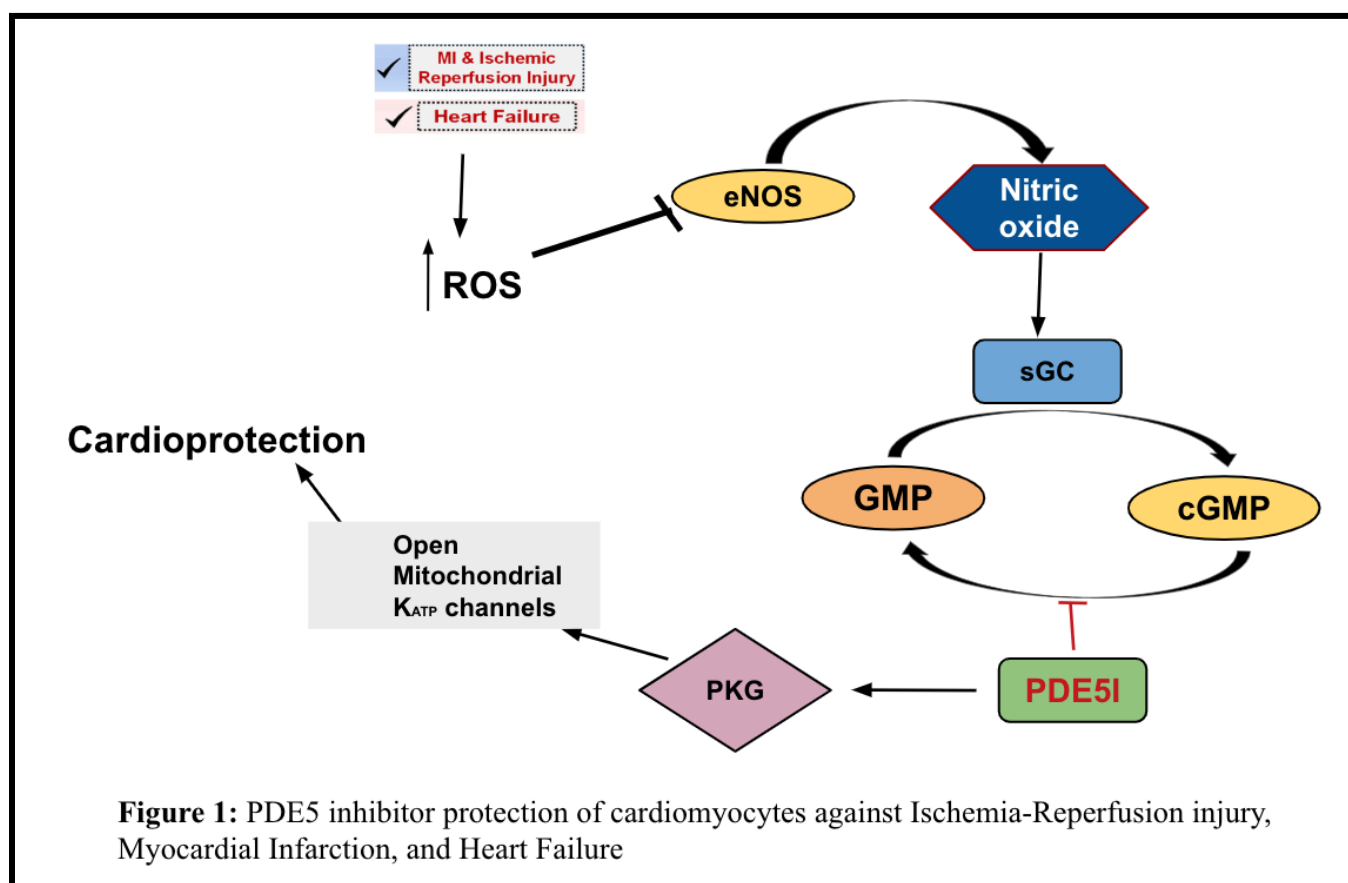 MI & Ischemic
Reperfusion Injury
Heart Failure
eNOS
Nitric
oxide
ROS
sGC
Cardioprotection
GMP
cGMP
Open
Mitochondrial
KATP channels
PKG
PDE5I
Figure 1: PDE5 inhibitor protection of cardiomyocytes against Ischemia-Reperfusion injury,
Myocardial Infarction, and Heart Failure